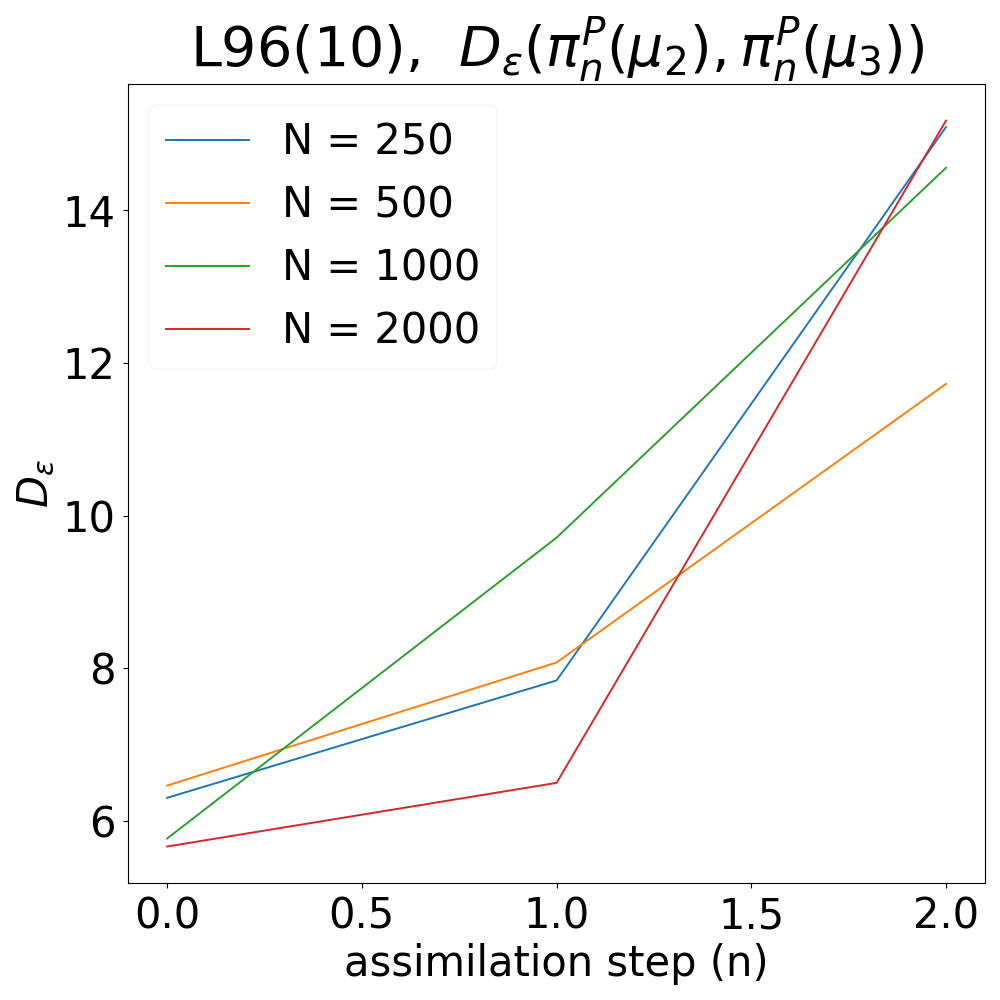 L96(10), D_ε(π_n^P(μ_2), π_n^P(μ_3))
N = 250
N = 500
N = 1000
N = 2000
14
12
10
8
6
D_ε
0.0 0.5 1.0 1.5 2.0
assimilation step (n)